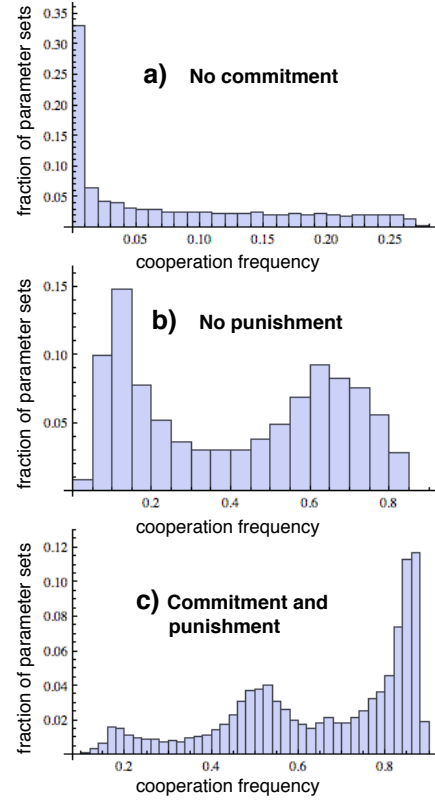 a) No commitment
fraction of parameter sets
0.35
0.30
0.25
0.20
0.15
0.10
0.05
0.05 0.10 0.15 0.20 0.25
cooperation frequency
b) No punishment
fraction of parameter sets
0.15
0.10
0.05
0.2 0.4 0.6 0.8
cooperation frequency
c) Commitment and
punishment
fraction of parameter sets
0.12
0.10
0.08
0.06
0.04
0.02
0.2 0.4 0.6 0.8
cooperation frequency